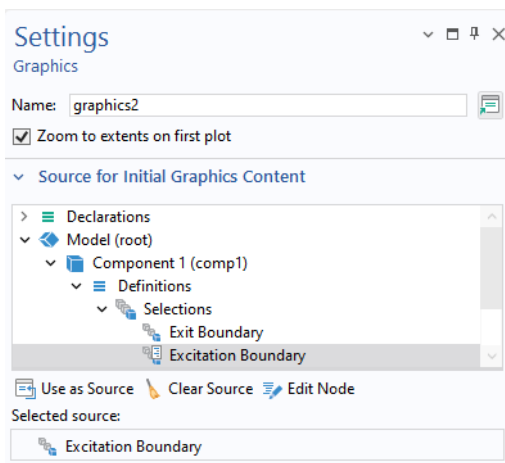 Settings
Graphics
Name: graphics2
Zoom to extents on first plot
Source for Initial Graphics Content
Declarations
Model (root)
Component 1 (comp1)
Definitions
Selections
Exit Boundary
Excitation Boundary
Use as Source Clear Source Edit Node
Selected source:
Excitation Boundary